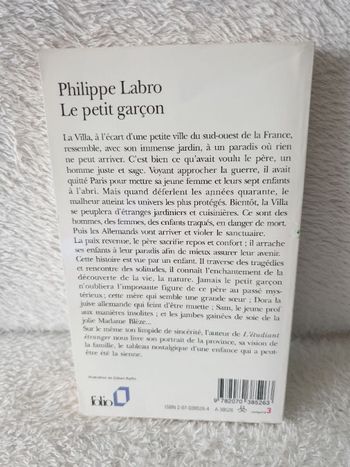 Philippe Labro
Le petit garçon
La Villa, à l'écart d'une petite ville du sud-ouest de la France,
ressemble, avec son immense jardin, à un paradis où rien
ne peut arriver. C'est bien ce qu'avait voulu le père, un
homme juste et sage. Voyant approcher la guerre, il avait
quitté Paris pour mettre sa jeune femme et leurs sept enfants
à l'abri. Mais quand déferlent les années quarante, le
malheur atteint les univers les plus protégés. Bientôt, la Villa
se peuplera d'étranges jardiniers et cuisinières. Ce sont des
hommes, des femmes, des enfants traqués, en danger de mort.
Puis les Allemands vont arriver et violer le sanctuaire.
La paix revenue, le père sacrifie repos et confort ; il arrache
ses enfants à leur paradis afin de mieux assurer leur avenir.
Cette histoire est vue par un enfant. Il traverse des tragédies
et rencontre des solitudes, il connaît l'enchantement de la
découverte de la vie, la nature. Jamais le petit garçon
n'oubliera l'imposante figure de ce père au passé mys-
térieux ; cette mère qui semble une grande sœur ; Dora la
juive allemande qui feint d'être muette ; Sam, le jeune prof
aux manières insolites ; et les jambes gainées de soie de la
jolie Madame Blèze...
Sur le même ton limpide de sincérité, l'auteur de L'étudiant
étranger nous livre son portrait de la province, sa vision de
la famille, le tableau nostalgique d'une enfance qui a peut-
être été la sienne.
folio
9 782070 385263
ISBN 2-07-038526-4
A 38526
catégorie 3